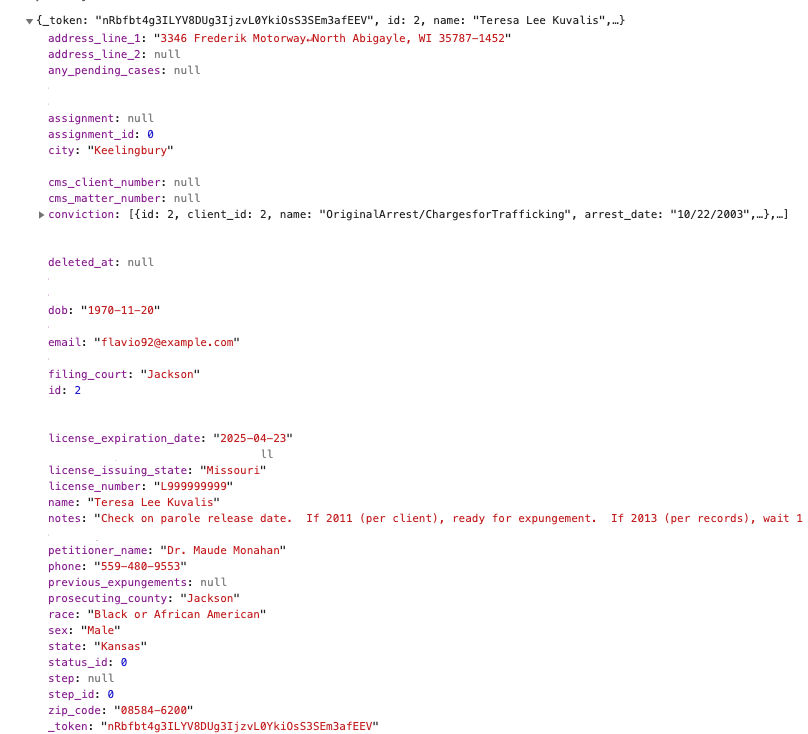 {_token: "nRbfbt4g3ILYV8DUg3IjzvL0YkiOsS3SEm3afEEV", id: 2, name: "Teresa Lee Kuvalis",…}
address_line_1: "3346 Frederik Motorway↵North Abigayle, WI 35787-1452"
address_line_2: null
any_pending_cases: null
assignment: null
assignment_id: 0
city: "Keelingbury"
cms_client_number: null
cms_matter_number: null
conviction: [{id: 2, client_id: 2, name: "OriginalArrest/ChargesforTrafficking", arrest_date: "10/22/2003",…},…]
deleted_at: null
dob: "1970-11-20"
email: "flavio92@example.com"
filing_court: "Jackson"
id: 2
license_expiration_date: "2025-04-23"
ll
license_issuing_state: "Missouri"
license_number: "L999999999"
name: "Teresa Lee Kuvalis"
notes: "Check on parole release date.  If 2011 (per client), ready for expungement.  If 2013 (per records), wait 1
petitioner_name: "Dr. Maude Monahan"
phone: "559-480-9553"
previous_expungements: null
prosecuting_county: "Jackson"
race: "Black or African American"
sex: "Male"
state: "Kansas"
status_id: 0
step: null
step_id: 0
zip_code: "08584-6200"
_token: "nRbfbt4g3ILYV8DUg3IjzvL0YkiOsS3SEm3afEEV"